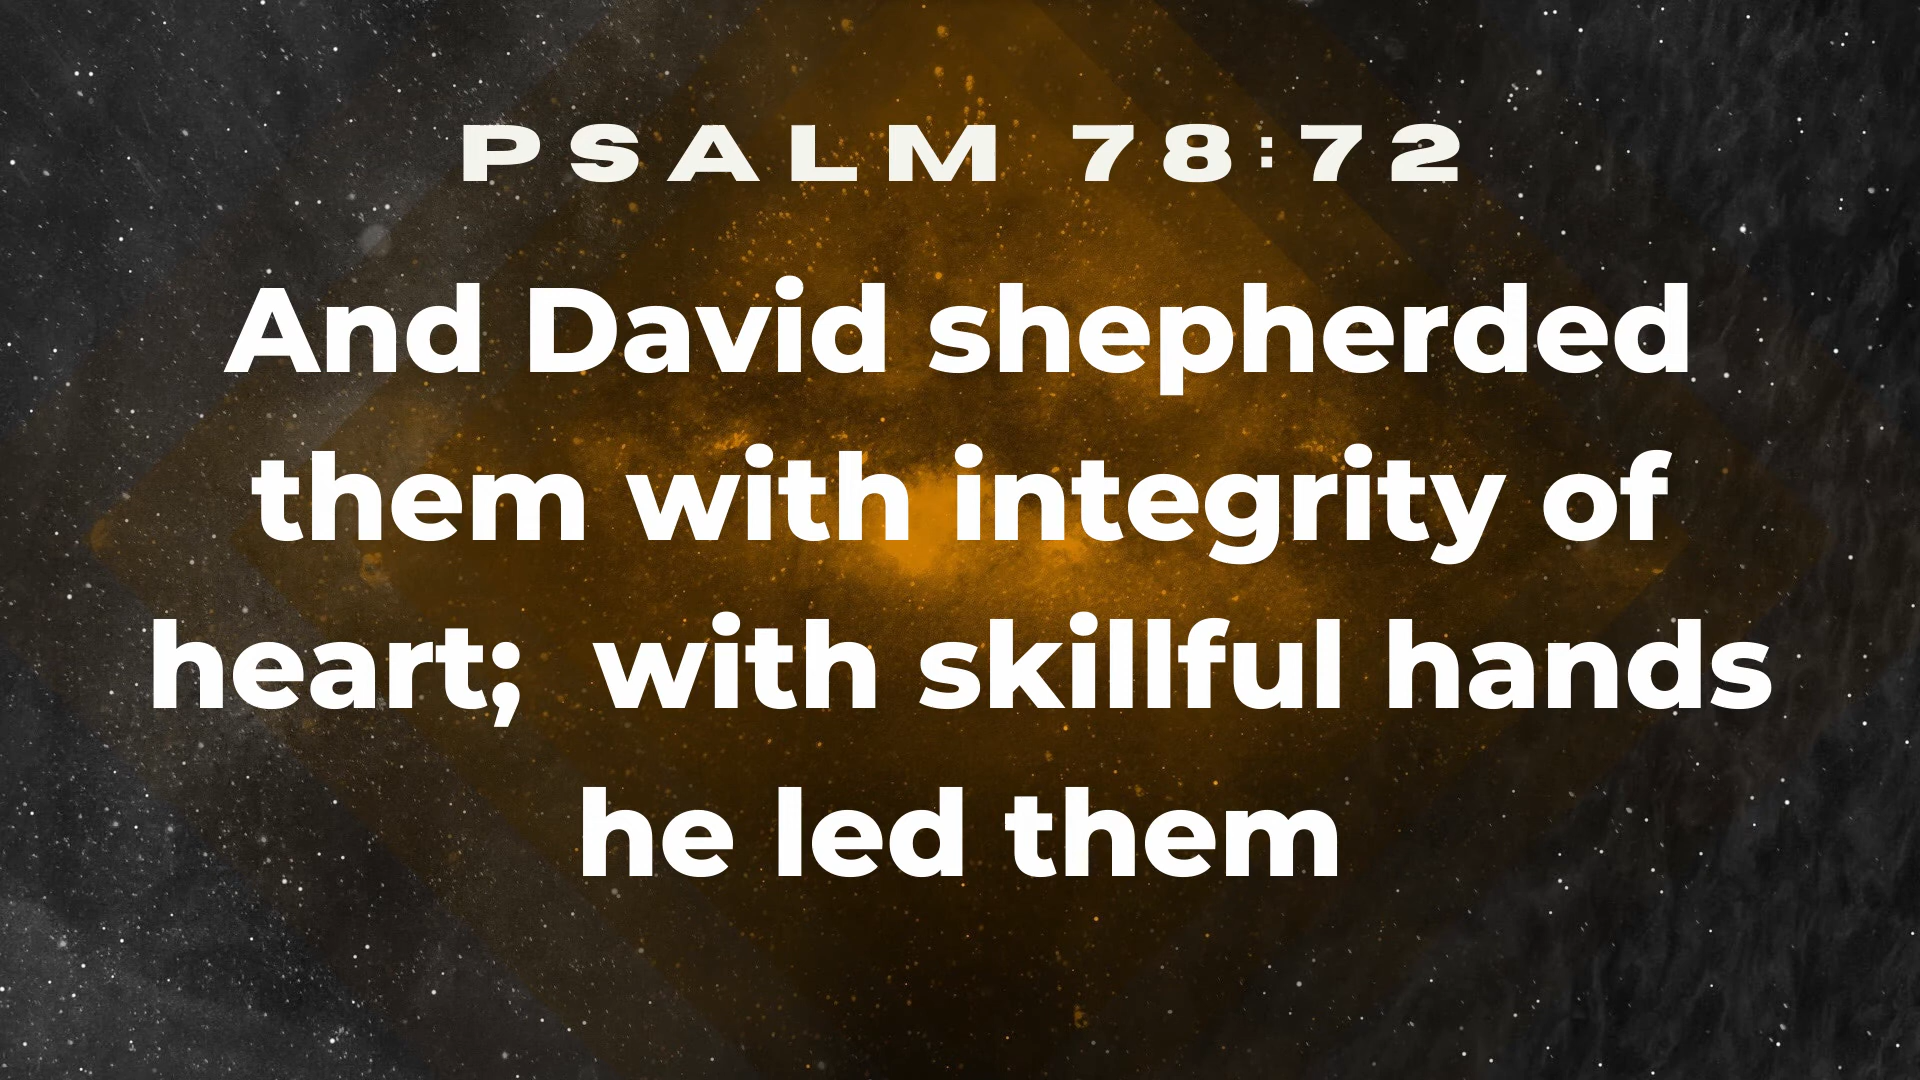 PSALM 78:72
And David shepherded
them with integrity of
heart;  with skillful hands
he led them